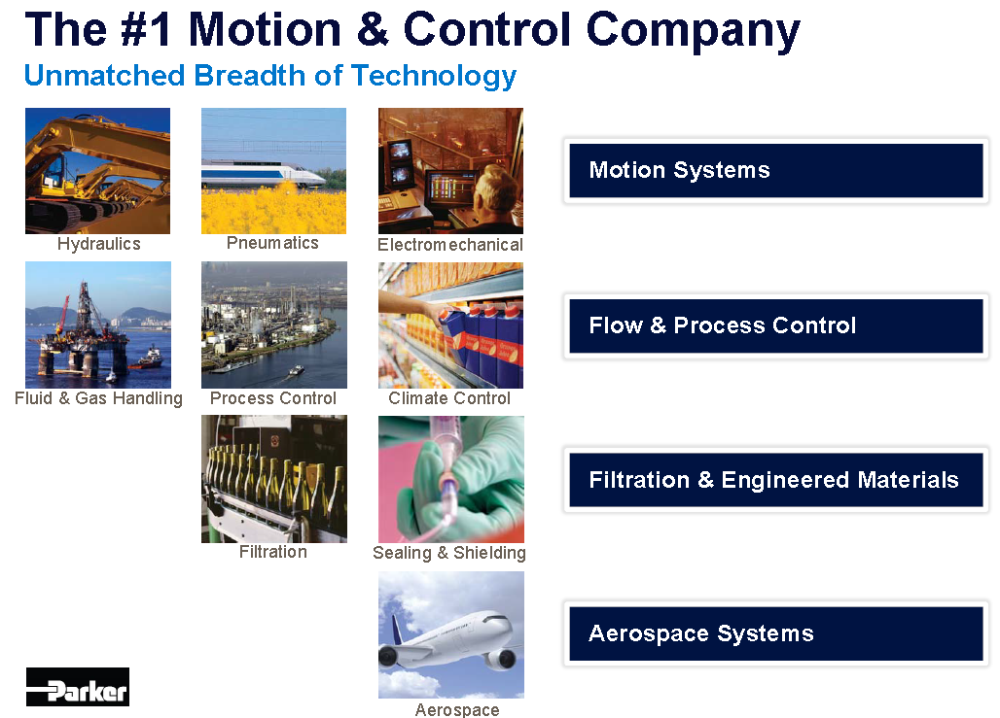 The #1 Motion & Control Company
Unmatched Breadth of Technology
Hydraulics
Pneumatics
Electromechanical
Motion Systems
Fluid & Gas Handling
Process Control
Climate Control
Flow & Process Control
Filtration
Sealing & Shielding
Filtration & Engineered Materials
Aerospace
Aerospace Systems
Parker